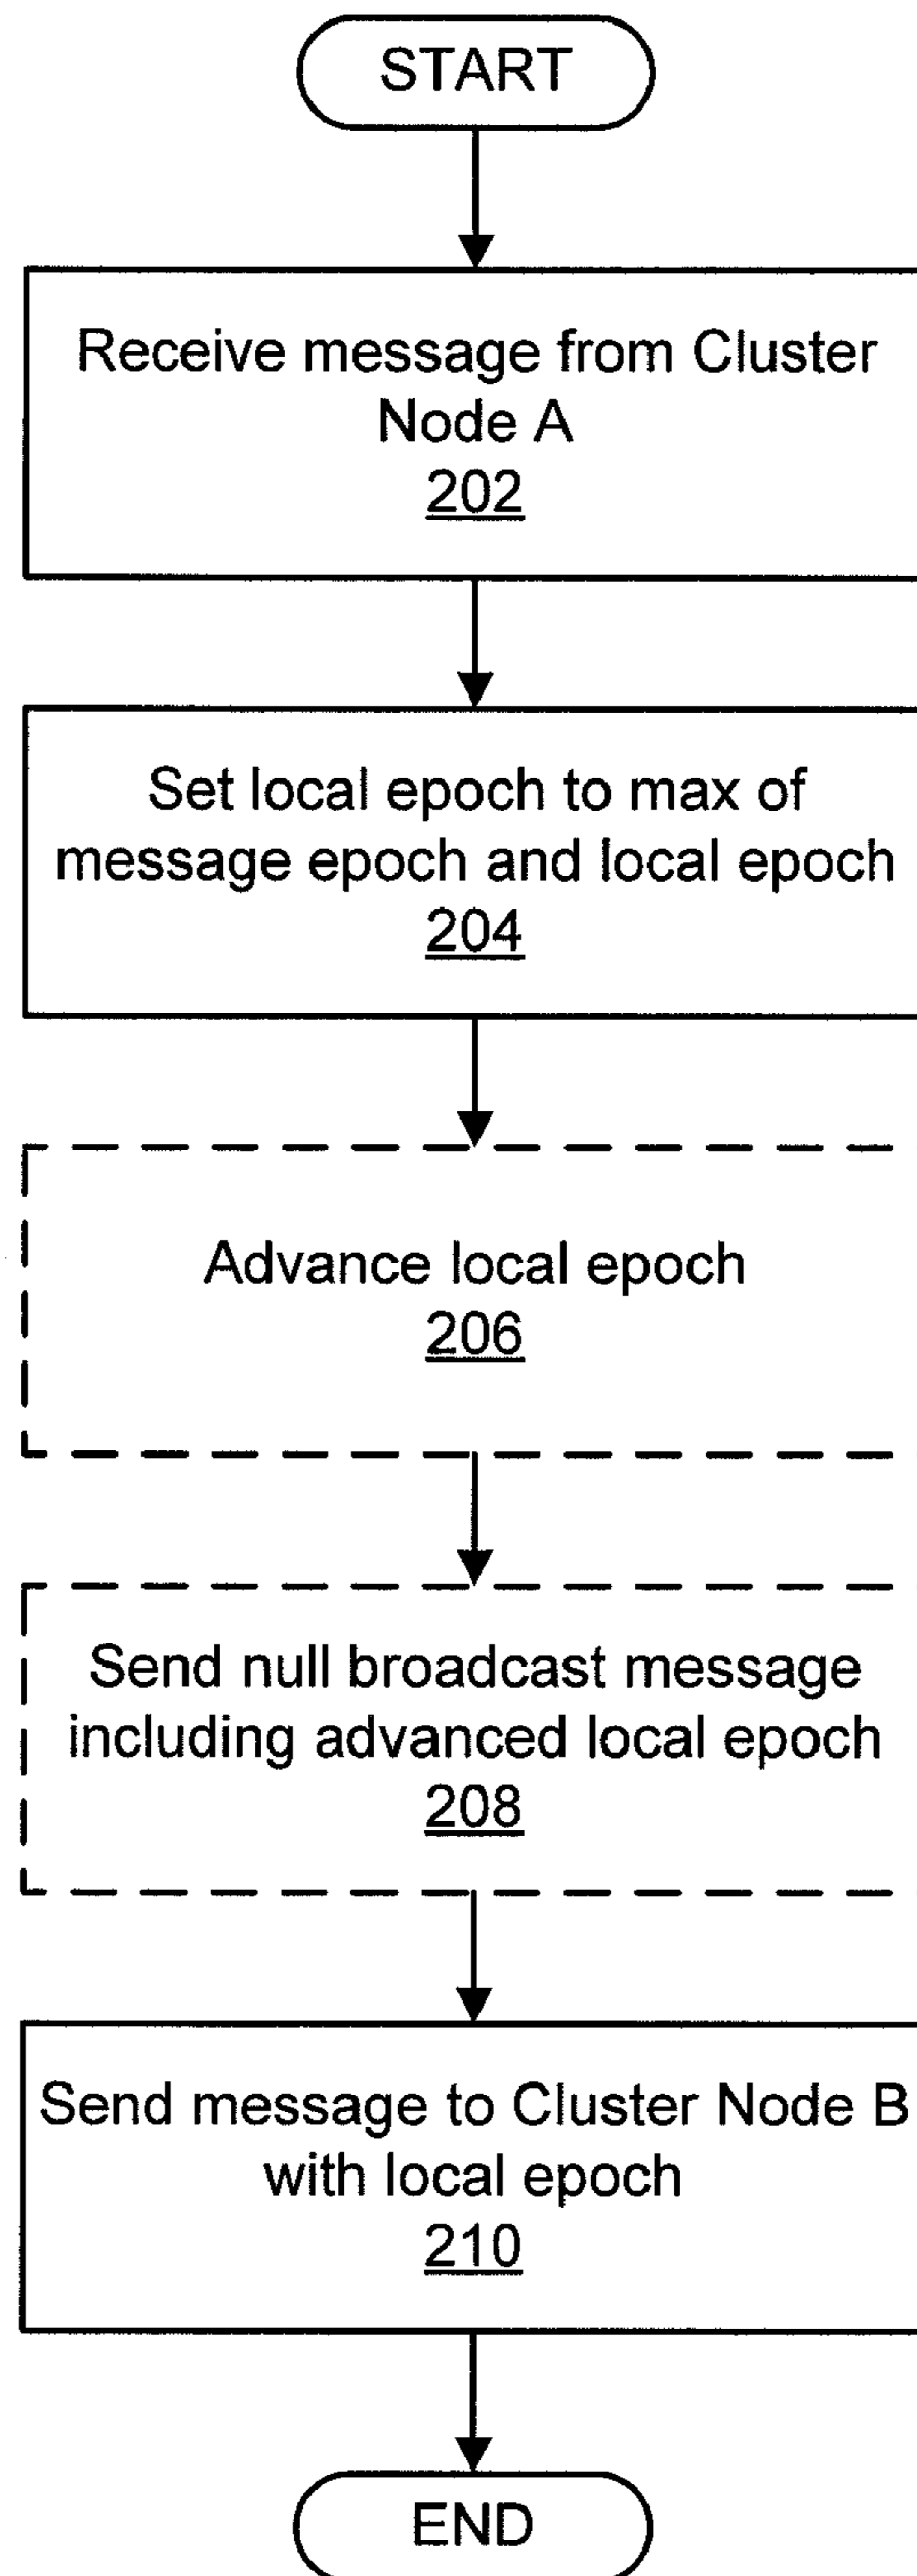 START
Receive message from Cluster
Node A
202
Set local epoch to max of
message epoch and local epoch
204
Advance local epoch
206
Send null broadcast message
including advanced local epoch
208
Send message to Cluster Node B
with local epoch
210
END